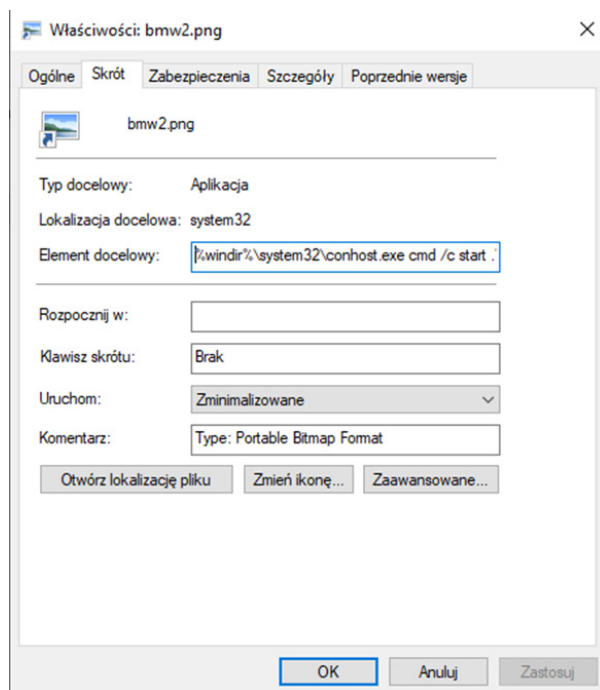 Właściwości: bmw2.png
Ogólne Skrót Zabezpieczenia Szczegóły Poprzednie wersje
bmw2.png
Typ docelowy: Aplikacja
Lokalizacja docelowa: system32
Element docelowy: %windir%\system32\conhost.exe cmd /c start .
Rozpocznij w:
Klawisz skrótu: Brak
Uruchom: Zminimalizowane
Komentarz: Type: Portable Bitmap Format
Otwórz lokalizację pliku Zmień ikonę... Zaawansowane...
OK Anuluj Zastosuj